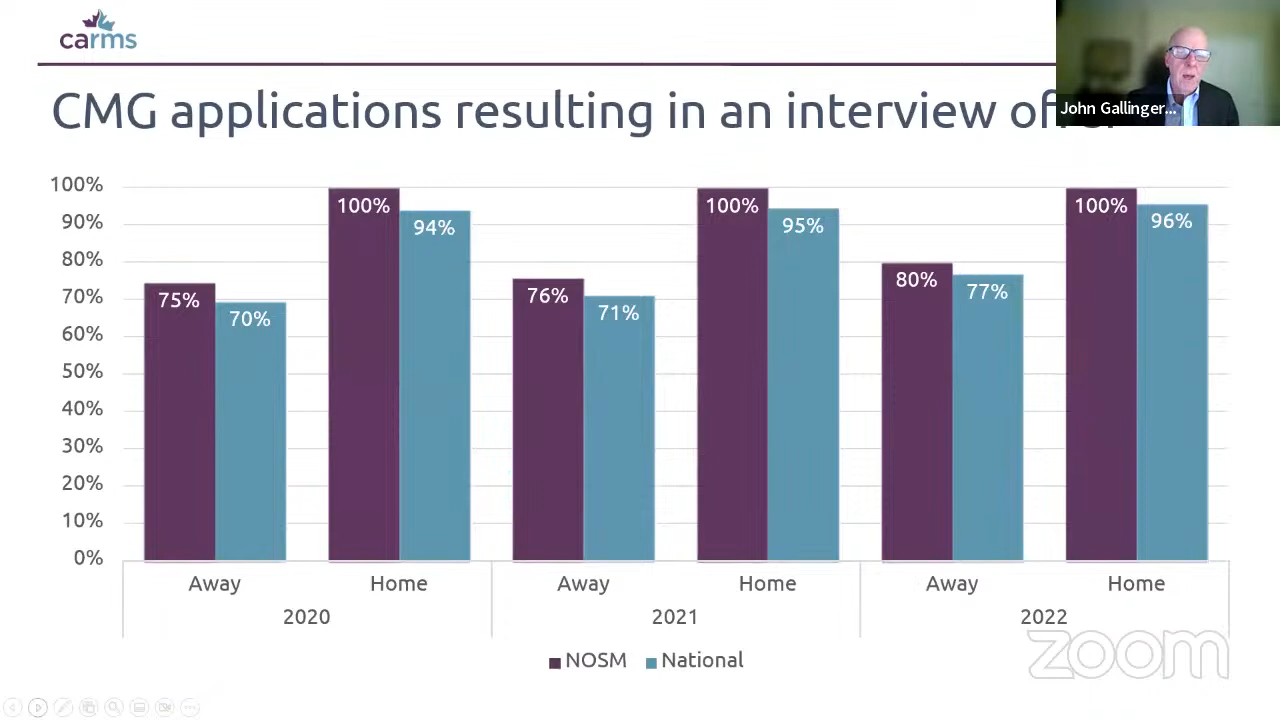 carms
CMG applications resulting in an interview
John Gallinger...
100%
90%
80%
70%
60%
50%
40%
30%
20%
10%
0%
75%
70%
100%
94%
76%
71%
100%
95%
80%
77%
100%
96%
Away
Home
Away
Home
Away
Home
2020
2021
2022
NOSM
National
zoom